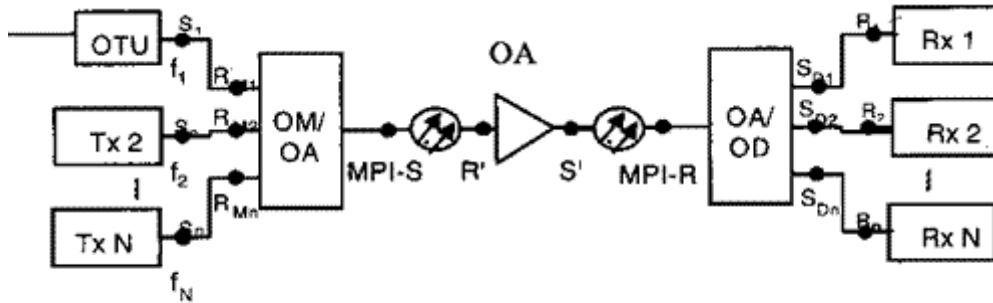 OTU
S1
f1
RM1
Tx 2
S2
f2
RM2
Tx N
Sn
fN
RMn
OM/
OA
MPI-S
R'
OA
S'
MPI-R
OA/
OD
SD1
SD2
SDn
R1
Rx 1
R2
Rx 2
Rn
Rx N